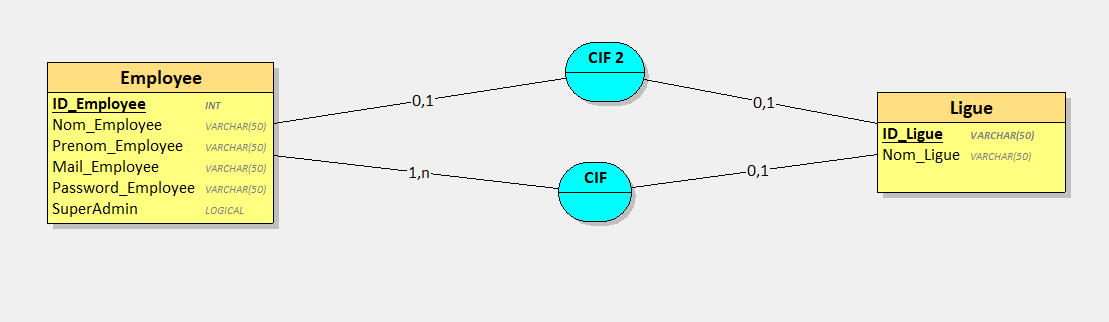 Employee
ID_Employee INT
Nom_Employee VARCHAR(50)
Prenom_Employee VARCHAR(50)
Mail_Employee VARCHAR(50)
Password_Employee VARCHAR(50)
SuperAdmin LOGICAL
0,1
CIF 2
0,1
1,n
CIF
0,1
Ligue
ID_Ligue VARCHAR(50)
Nom_Ligue VARCHAR(50)